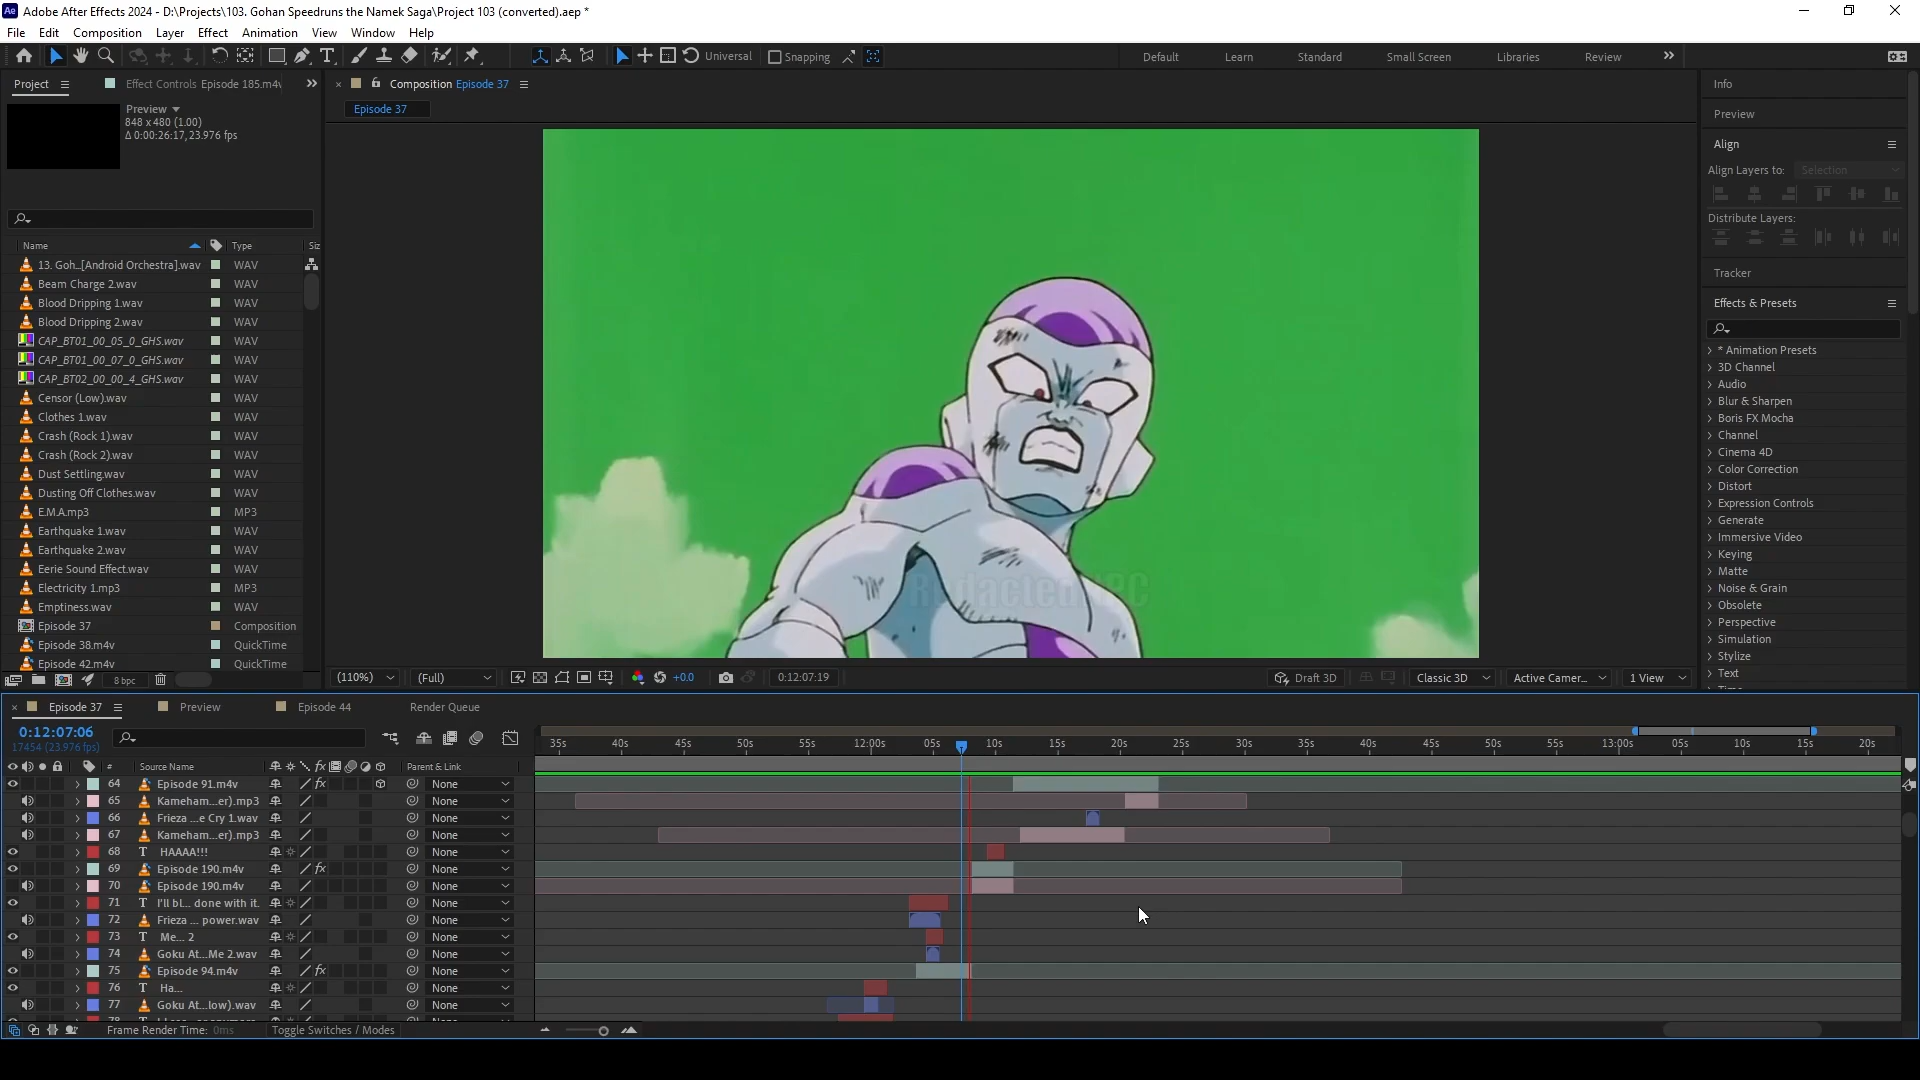 Adobe After Effects 2024 - D:\Projects\103. Gohan Speedruns the Namek Saga\Project 103 (converted).aep *
File Edit Composition Layer Effect Animation View Window Help
Universal Snapping Default Learn Standard Small Screen Libraries Review
Project Effect Controls Episode 185.m4v
Preview
848 x 480 (1.00)
Δ 0:00:26:17, 23.976 fps
Name Type Siz
13. Goh...[Android Orchestra].wav WAV
Beam Charge 2.wav WAV
Blood Dripping 1.wav WAV
Blood Dripping 2.wav WAV
CAP_BT01_00_05_0_GHS.wav WAV
CAP_BT01_00_07_0_GHS.wav WAV
CAP_BT02_00_00_4_GHS.wav WAV
Censor (Low).wav WAV
Clothes 1.wav WAV
Crash (Rock 1).wav WAV
Crash (Rock 2).wav WAV
Dust Settling.wav WAV
Dusting Off Clothes.wav WAV
E.M.A.mp3 MP3
Earthquake 1.wav WAV
Earthquake 2.wav WAV
Eerie Sound Effect.wav WAV
Electricity 1.mp3 MP3
Emptiness.wav WAV
Episode 37 Composition
Episode 38.m4v QuickTime
Episode 42.m4v QuickTime
8 bpc
Composition Episode 37
Episode 37
RedactedNPC
(110%) (Full) +0.0 0:12:07:19 Draft 3D Classic 3D Active Camer... 1 View
Info
Preview
Align
Align Layers to: Selection
Distribute Layers:
Tracker
Effects & Presets
* Animation Presets
3D Channel
Audio
Blur & Sharpen
Boris FX Mocha
Channel
Cinema 4D
Color Correction
Distort
Expression Controls
Generate
Immersive Video
Keying
Matte
Noise & Grain
Obsolete
Perspective
Simulation
Stylize
Text
Episode 37 Preview Episode 44 Render Queue
0:12:07:06
17454 (23.976 fps)
35s 40s 45s 50s 55s 12:00s 05s 10s 15s 20s 25s 30s 35s 40s 45s 50s 55s 13:00s 05s 10s 15s 20s
# Source Name Parent & Link
64 Episode 91.m4v None
65 Kameham...er).mp3 None
66 Frieza ...e Cry 1.wav None
67 Kameham...er).mp3 None
68 T HAAAA!!! None
69 Episode 190.m4v None
70 Episode 190.m4v None
71 T I'll bl... done with it. None
72 Frieza ... power.wav None
73 T Me... 2 None
74 Goku At...Me 2.wav None
75 Episode 94.m4v None
76 T Ha... None
77 Goku At...low).wav None
Frame Render Time: 0ms Toggle Switches / Modes